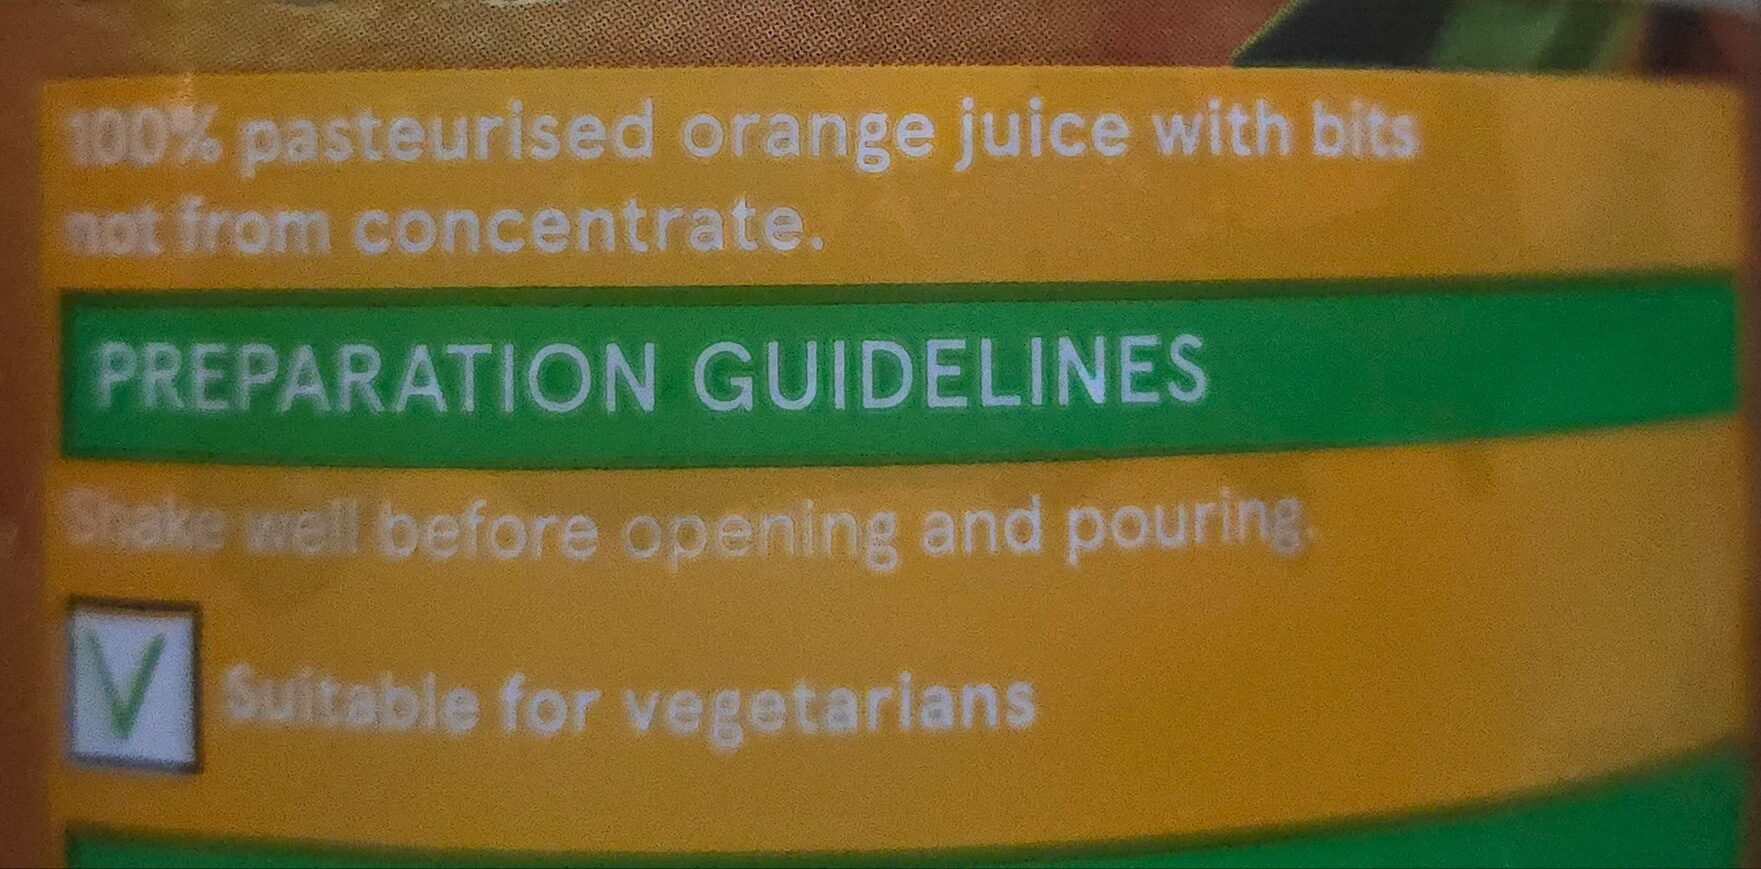 100% pasteurised orange juice with bits
not from concentrate.
PREPARATION GUIDELINES
Shake well before opening and pouring.
V
Suitable for vegetarians